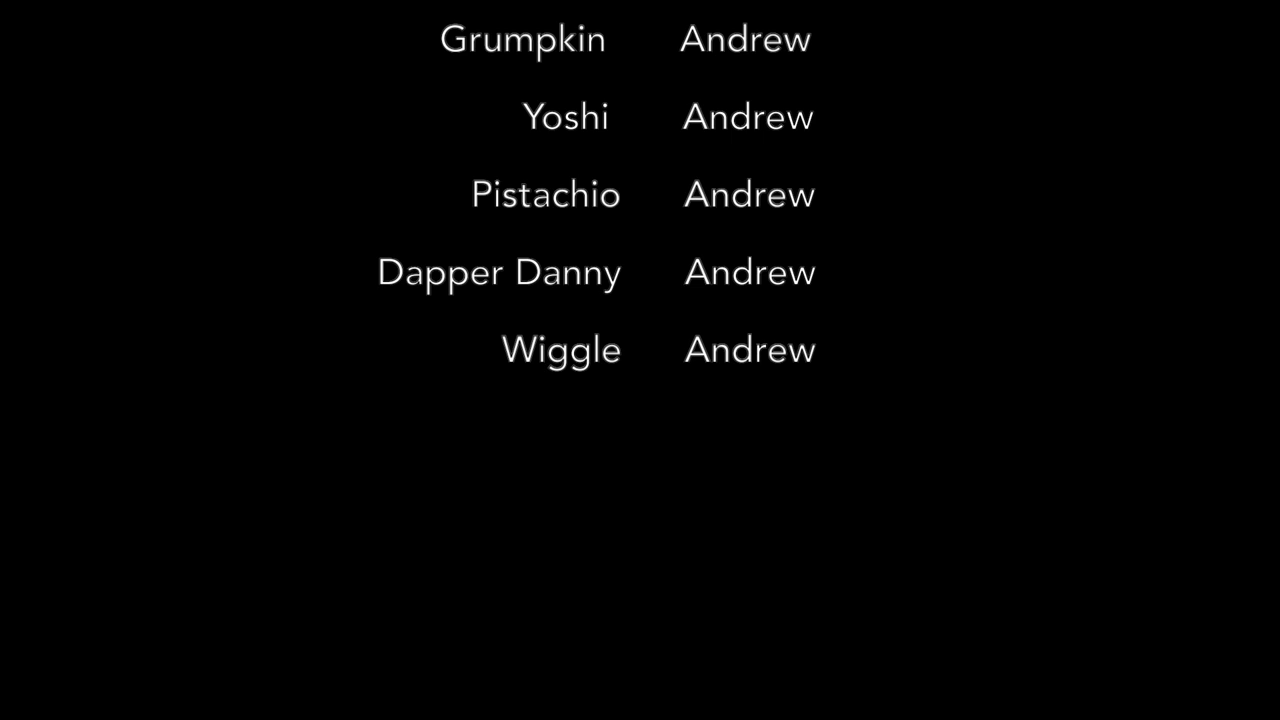 Grumpkin Andrew
Yoshi Andrew
Pistachio Andrew
Dapper Danny Andrew
Wiggle Andrew